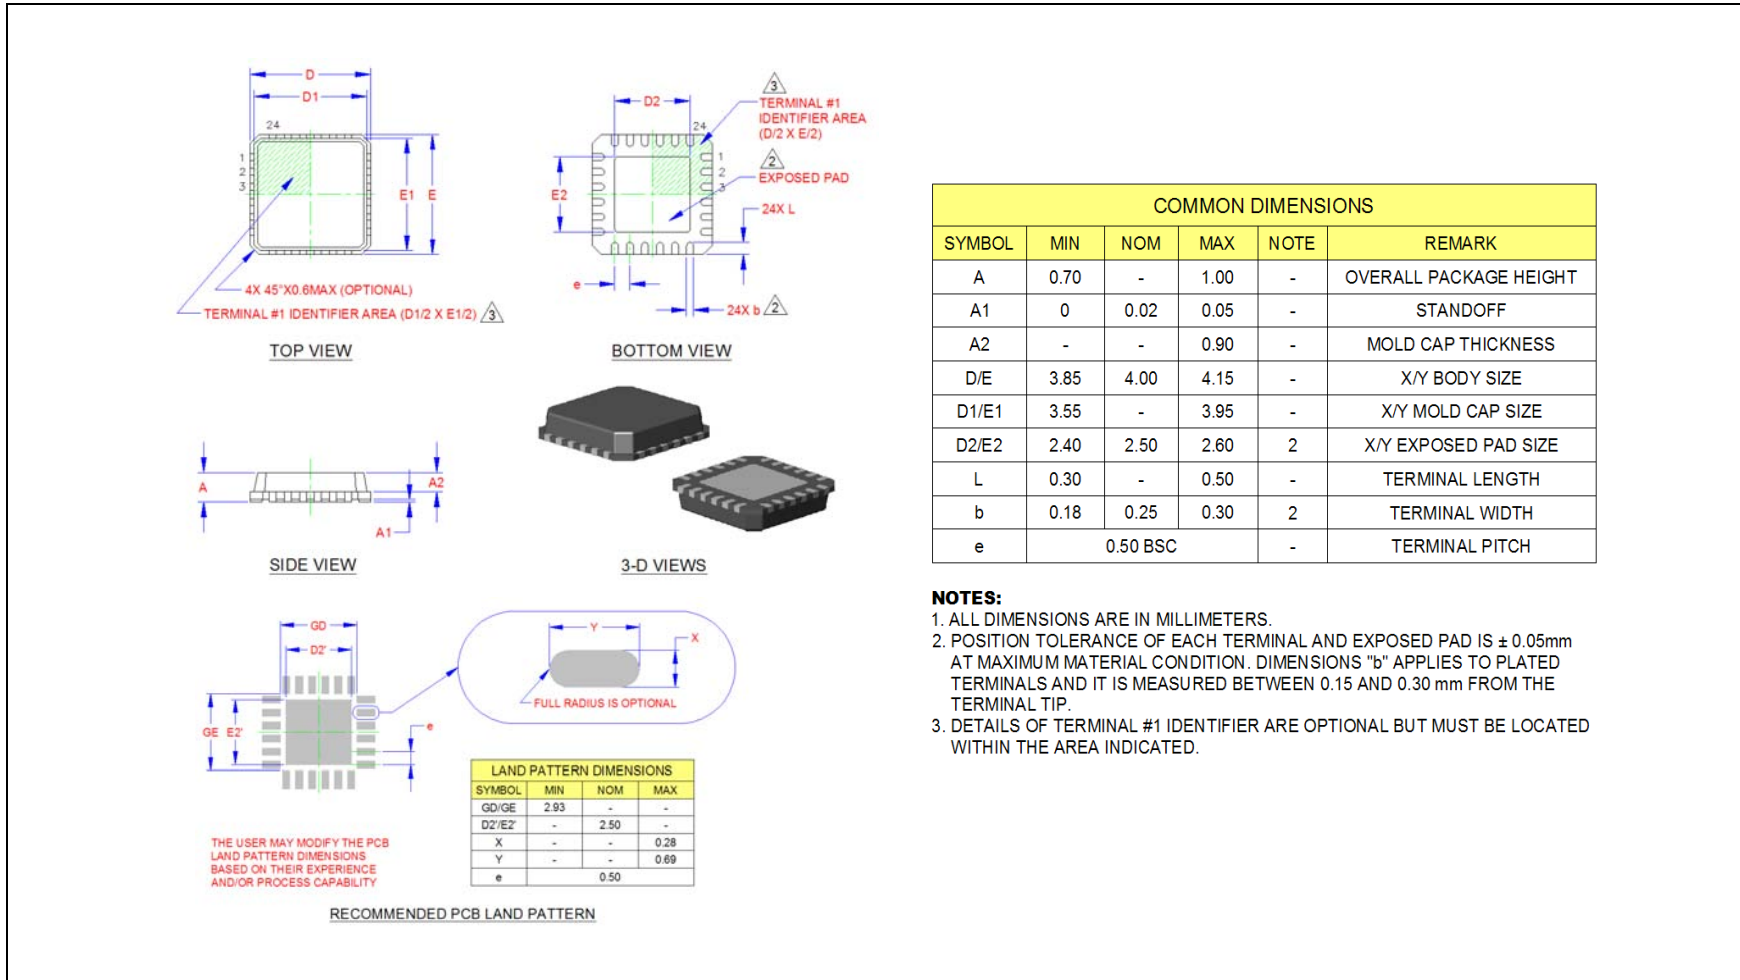 D
D1
24
1
2
3
E1
E
4X 45°X0.6MAX (OPTIONAL)
TERMINAL #1 IDENTIFIER AREA (D1/2 X E1/2) 3
TOP VIEW
D2
3
TERMINAL #1
IDENTIFIER AREA
(D/2 X E/2)
24
1
2
3
2
EXPOSED PAD
E2
24X L
e
24X b 2
BOTTOM VIEW
A
A2
A1
SIDE VIEW
3-D VIEWS
GD
D2'
GE E2'
e
Y
X
FULL RADIUS IS OPTIONAL
LAND PATTERN DIMENSIONS
SYMBOL MIN NOM MAX
GD/GE 2.93 - -
D2'/E2' - 2.50 -
X - - 0.28
Y - - 0.69
e 0.50
THE USER MAY MODIFY THE PCB
LAND PATTERN DIMENSIONS
BASED ON THEIR EXPERIENCE
AND/OR PROCESS CAPABILITY
RECOMMENDED PCB LAND PATTERN
COMMON DIMENSIONS
SYMBOL MIN NOM MAX NOTE REMARK
A 0.70 - 1.00 - OVERALL PACKAGE HEIGHT
A1 0 0.02 0.05 - STANDOFF
A2 - - 0.90 - MOLD CAP THICKNESS
D/E 3.85 4.00 4.15 - X/Y BODY SIZE
D1/E1 3.55 - 3.95 - X/Y MOLD CAP SIZE
D2/E2 2.40 2.50 2.60 2 X/Y EXPOSED PAD SIZE
L 0.30 - 0.50 - TERMINAL LENGTH
b 0.18 0.25 0.30 2 TERMINAL WIDTH
e 0.50 BSC - TERMINAL PITCH
NOTES:
1. ALL DIMENSIONS ARE IN MILLIMETERS.
2. POSITION TOLERANCE OF EACH TERMINAL AND EXPOSED PAD IS ± 0.05mm
AT MAXIMUM MATERIAL CONDITION. DIMENSIONS "b" APPLIES TO PLATED
TERMINALS AND IT IS MEASURED BETWEEN 0.15 AND 0.30 mm FROM THE
TERMINAL TIP.
3. DETAILS OF TERMINAL #1 IDENTIFIER ARE OPTIONAL BUT MUST BE LOCATED
WITHIN THE AREA INDICATED.